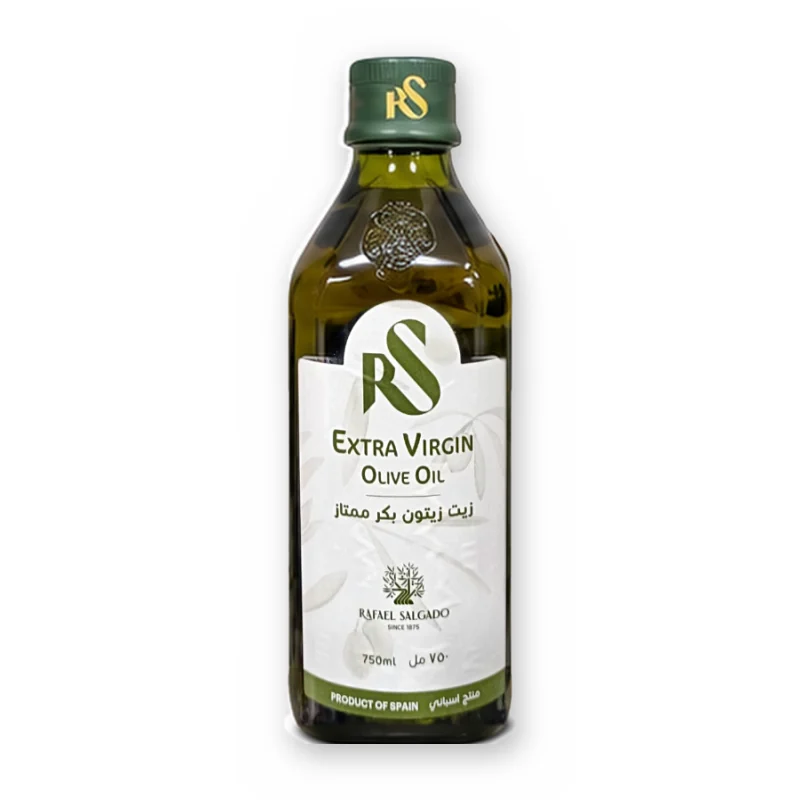 RS
RS
EXTRA VIRGIN
OLIVE OIL
زيت زيتون بكر ممتاز
RAFAEL SALGADO
SINCE 1875
750ml ٧٥٠ مل
PRODUCT OF SPAIN منتج اسباني